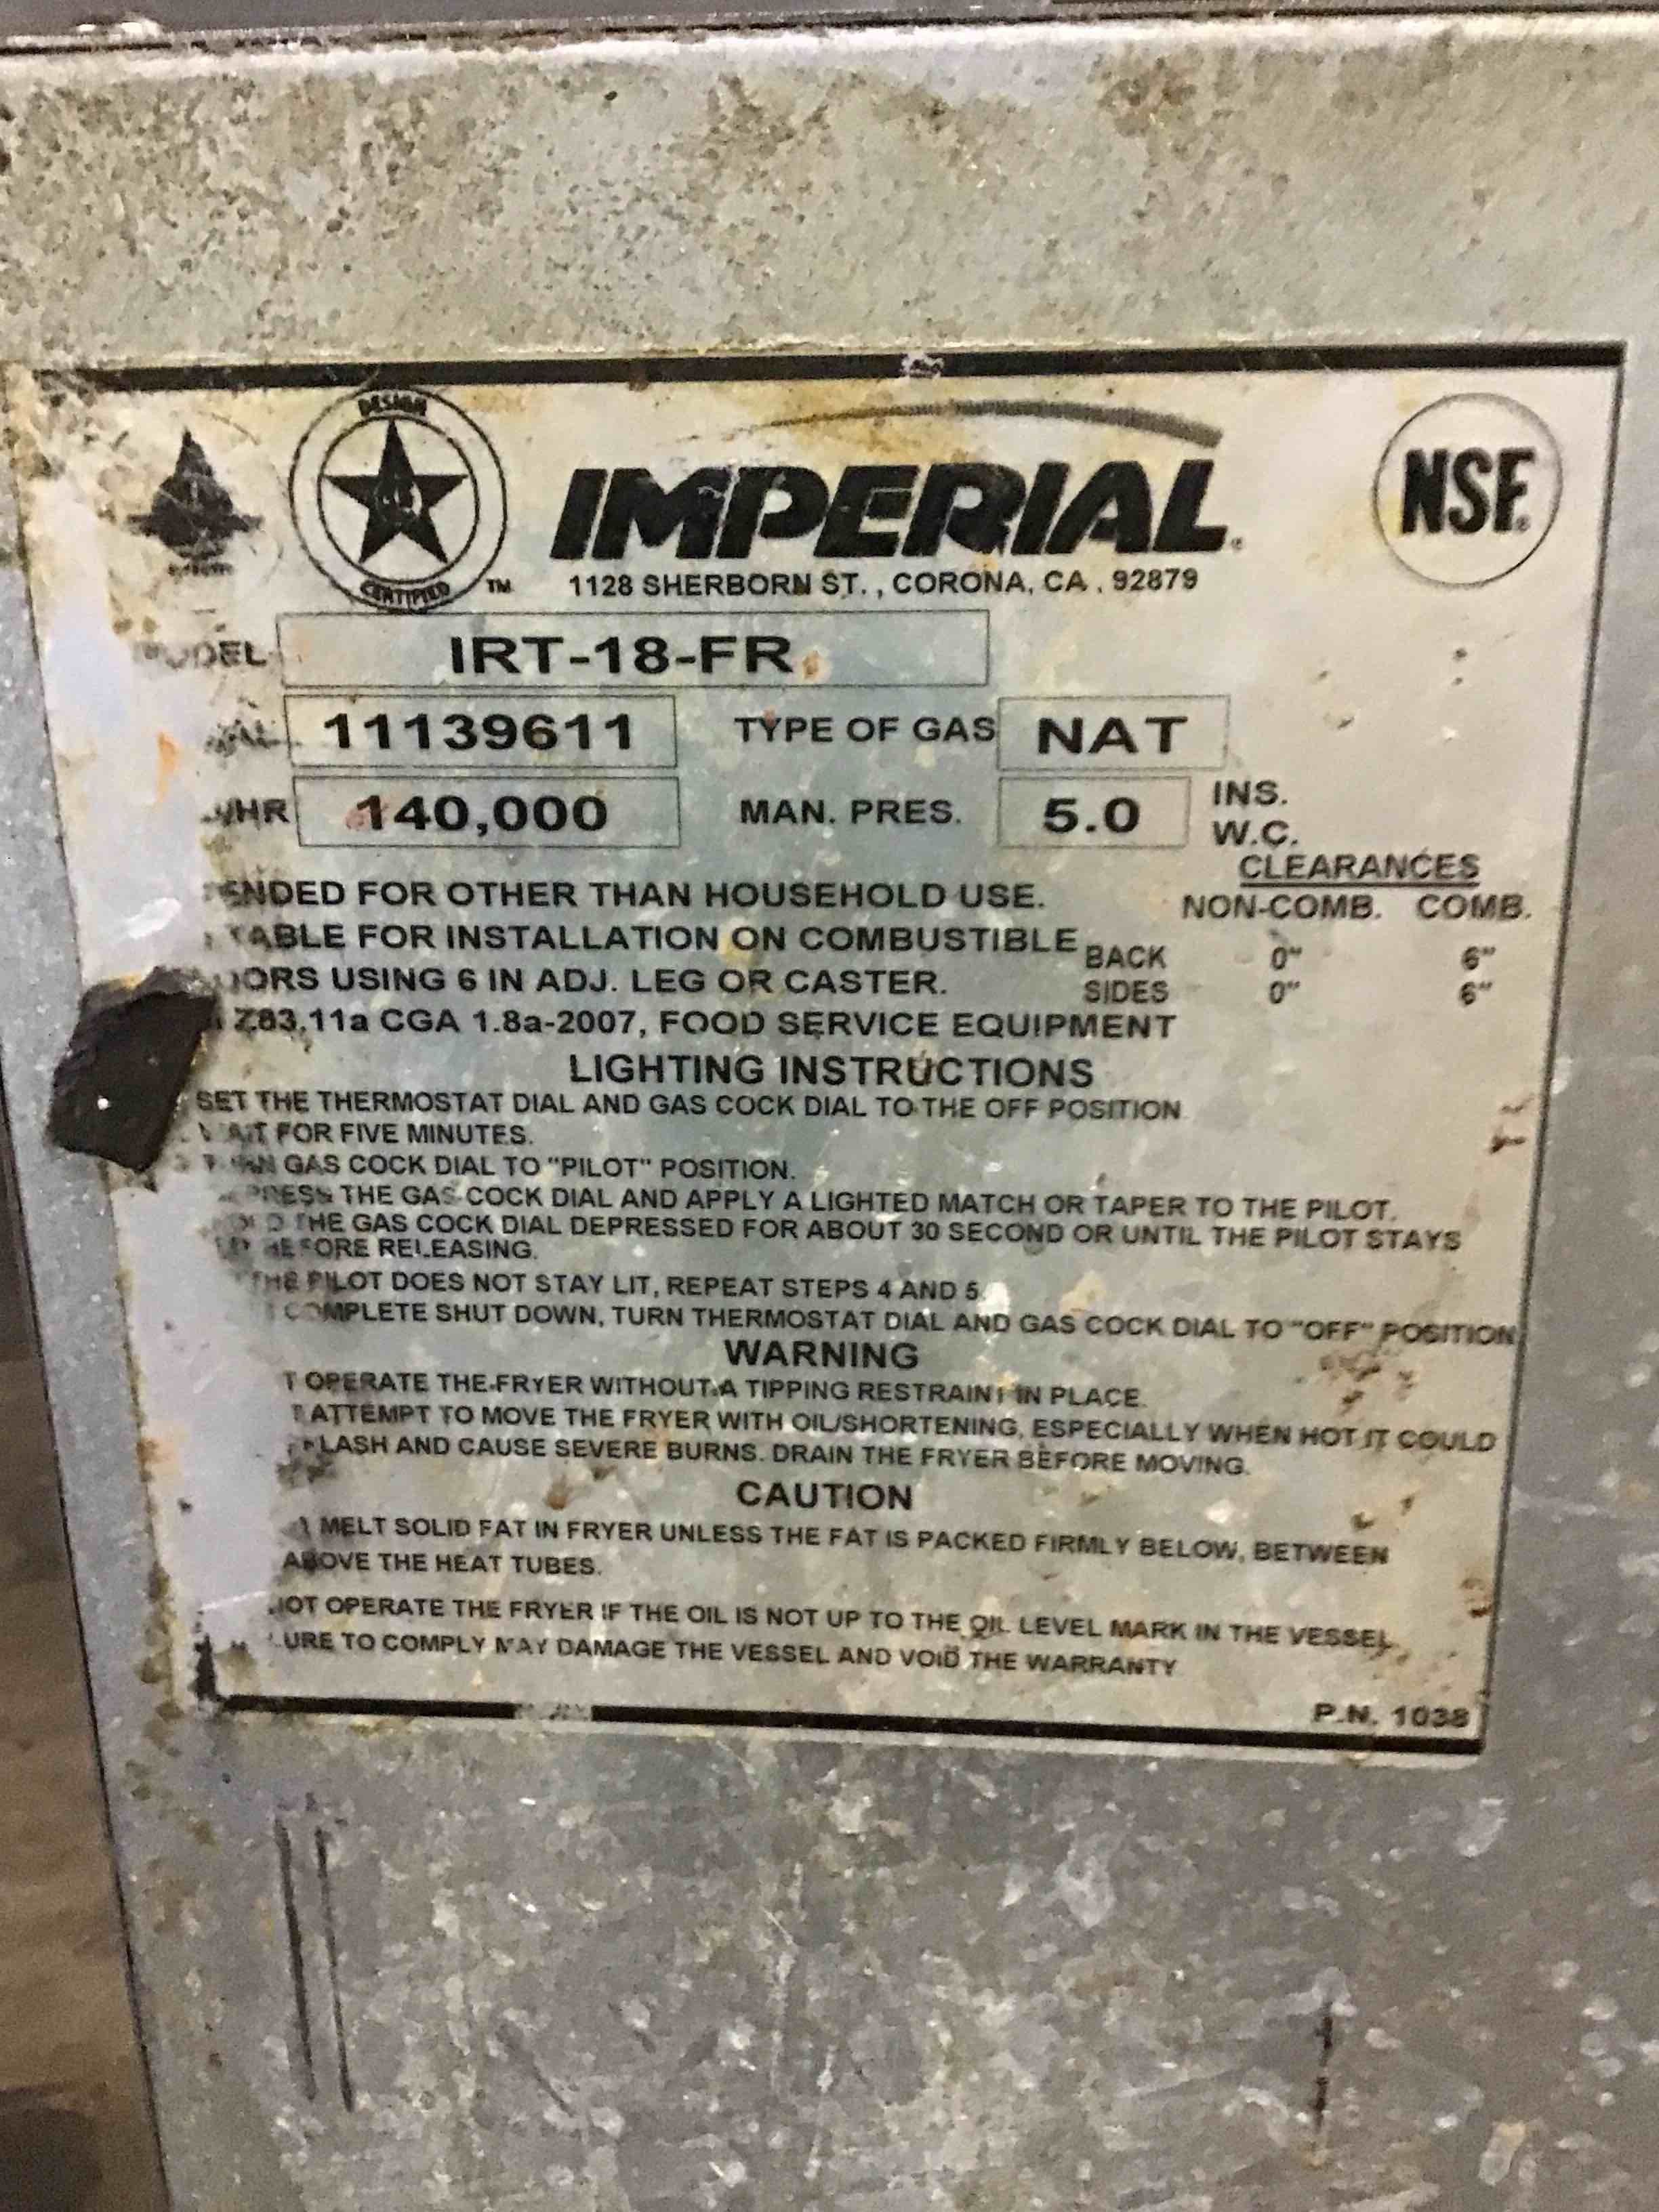 DESIGN
CERTIFIED
TM
IMPERIAL
NSF®
1128 SHERBORN ST. , CORONA, CA . 92879
IRT-18-FR
11139611 TYPE OF GAS NAT
140,000 MAN. PRES. 5.0 INS.
W.C.
CLEARANCES
NON-COMB. COMB.
FOR OTHER THAN HOUSEHOLD USE.
FOR INSTALLATION ON COMBUSTIBLE
BACK 0" 6"
USING 6 IN ADJ. LEG OR CASTER.
SIDES 0" 6"
Z83.11a CGA 1.8a-2007, FOOD SERVICE EQUIPMENT
LIGHTING INSTRUCTIONS
SET THE THERMOSTAT DIAL AND GAS COCK DIAL TO THE OFF POSITION
FOR FIVE MINUTES.
GAS COCK DIAL TO "PILOT" POSITION.
THE GAS COCK DIAL AND APPLY A LIGHTED MATCH OR TAPER TO THE PILOT.
THE GAS COCK DIAL DEPRESSED FOR ABOUT 30 SECOND OR UNTIL THE PILOT STAYS
BEFORE RELEASING.
THE PILOT DOES NOT STAY LIT, REPEAT STEPS 4 AND 5
COMPLETE SHUT DOWN, TURN THERMOSTAT DIAL AND GAS COCK DIAL TO "OFF" POSITION
WARNING
OPERATE THE FRYER WITHOUT A TIPPING RESTRAINT IN PLACE.
ATTEMPT TO MOVE THE FRYER WITH OIL/SHORTENING, ESPECIALLY WHEN HOT IT COULD
AND CAUSE SEVERE BURNS. DRAIN THE FRYER BEFORE MOVING.
CAUTION
MELT SOLID FAT IN FRYER UNLESS THE FAT IS PACKED FIRMLY BELOW, BETWEEN
ABOVE THE HEAT TUBES.
OPERATE THE FRYER IF THE OIL IS NOT UP TO THE OIL LEVEL MARK IN THE VESSEL
TO COMPLY MAY DAMAGE THE VESSEL AND VOID THE WARRANTY
P.N. 1038